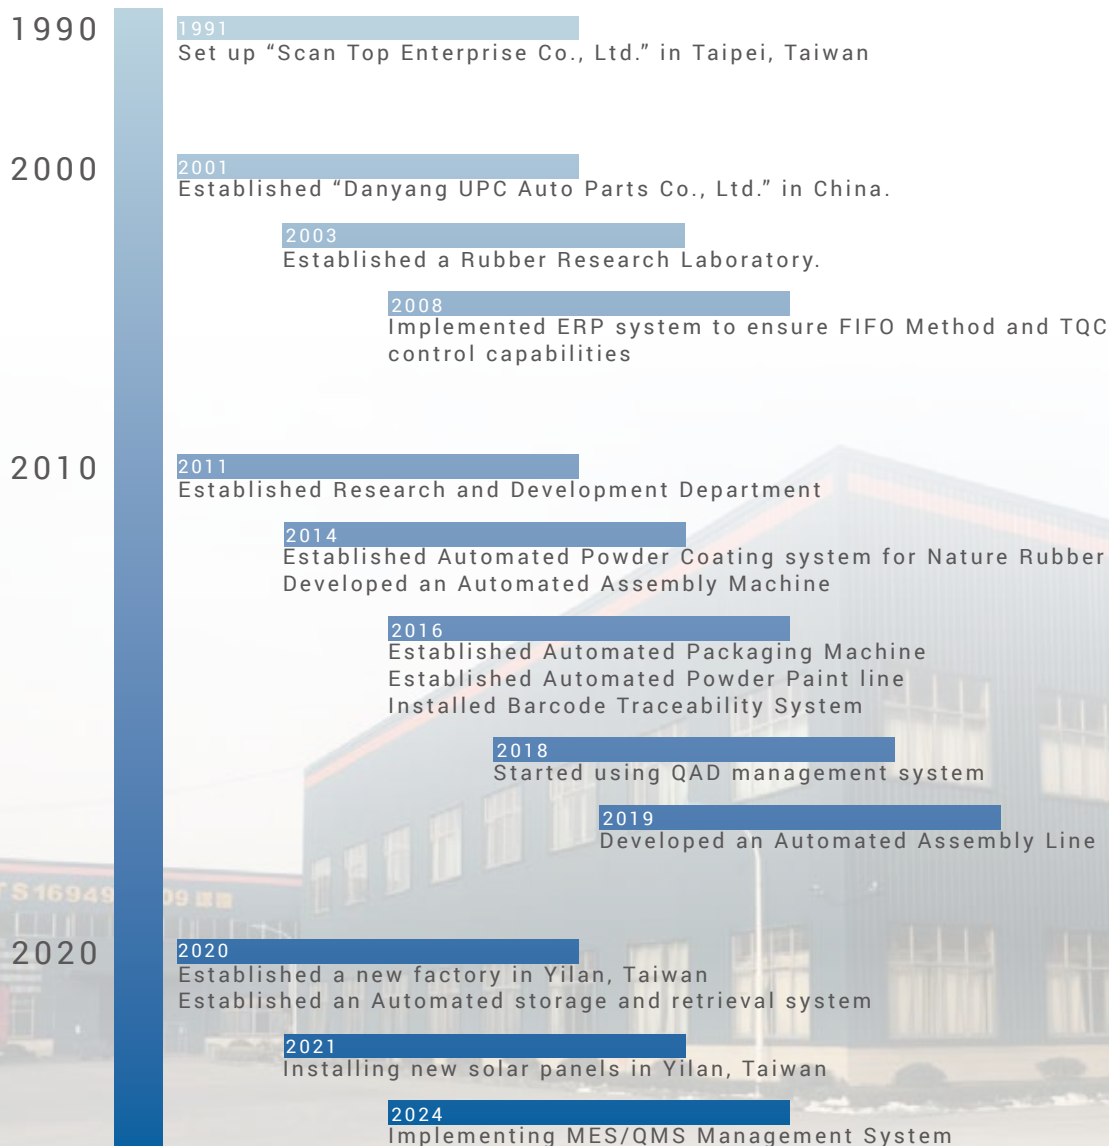 1990
1991
Set up “Scan Top Enterprise Co., Ltd.” in Taipei, Taiwan
2000
2001
Established “Danyang UPC Auto Parts Co., Ltd.” in China.
2003
Established a Rubber Research Laboratory.
2008
Implemented ERP system to ensure FIFO Method and TQC
control capabilities
2010
2011
Established Research and Development Department
2014
Established Automated Powder Coating system for Nature Rubber
Developed an Automated Assembly Machine
2016
Established Automated Packaging Machine
Established Automated Powder Paint line
Installed Barcode Traceability System
2018
Started using QAD management system
2019
Developed an Automated Assembly Line
TS16949 09
2020
2020
Established a new factory in Yilan, Taiwan
Established an Automated storage and retrieval system
2021
Installing new solar panels in Yilan, Taiwan
2024
Implementing MES/QMS Management System